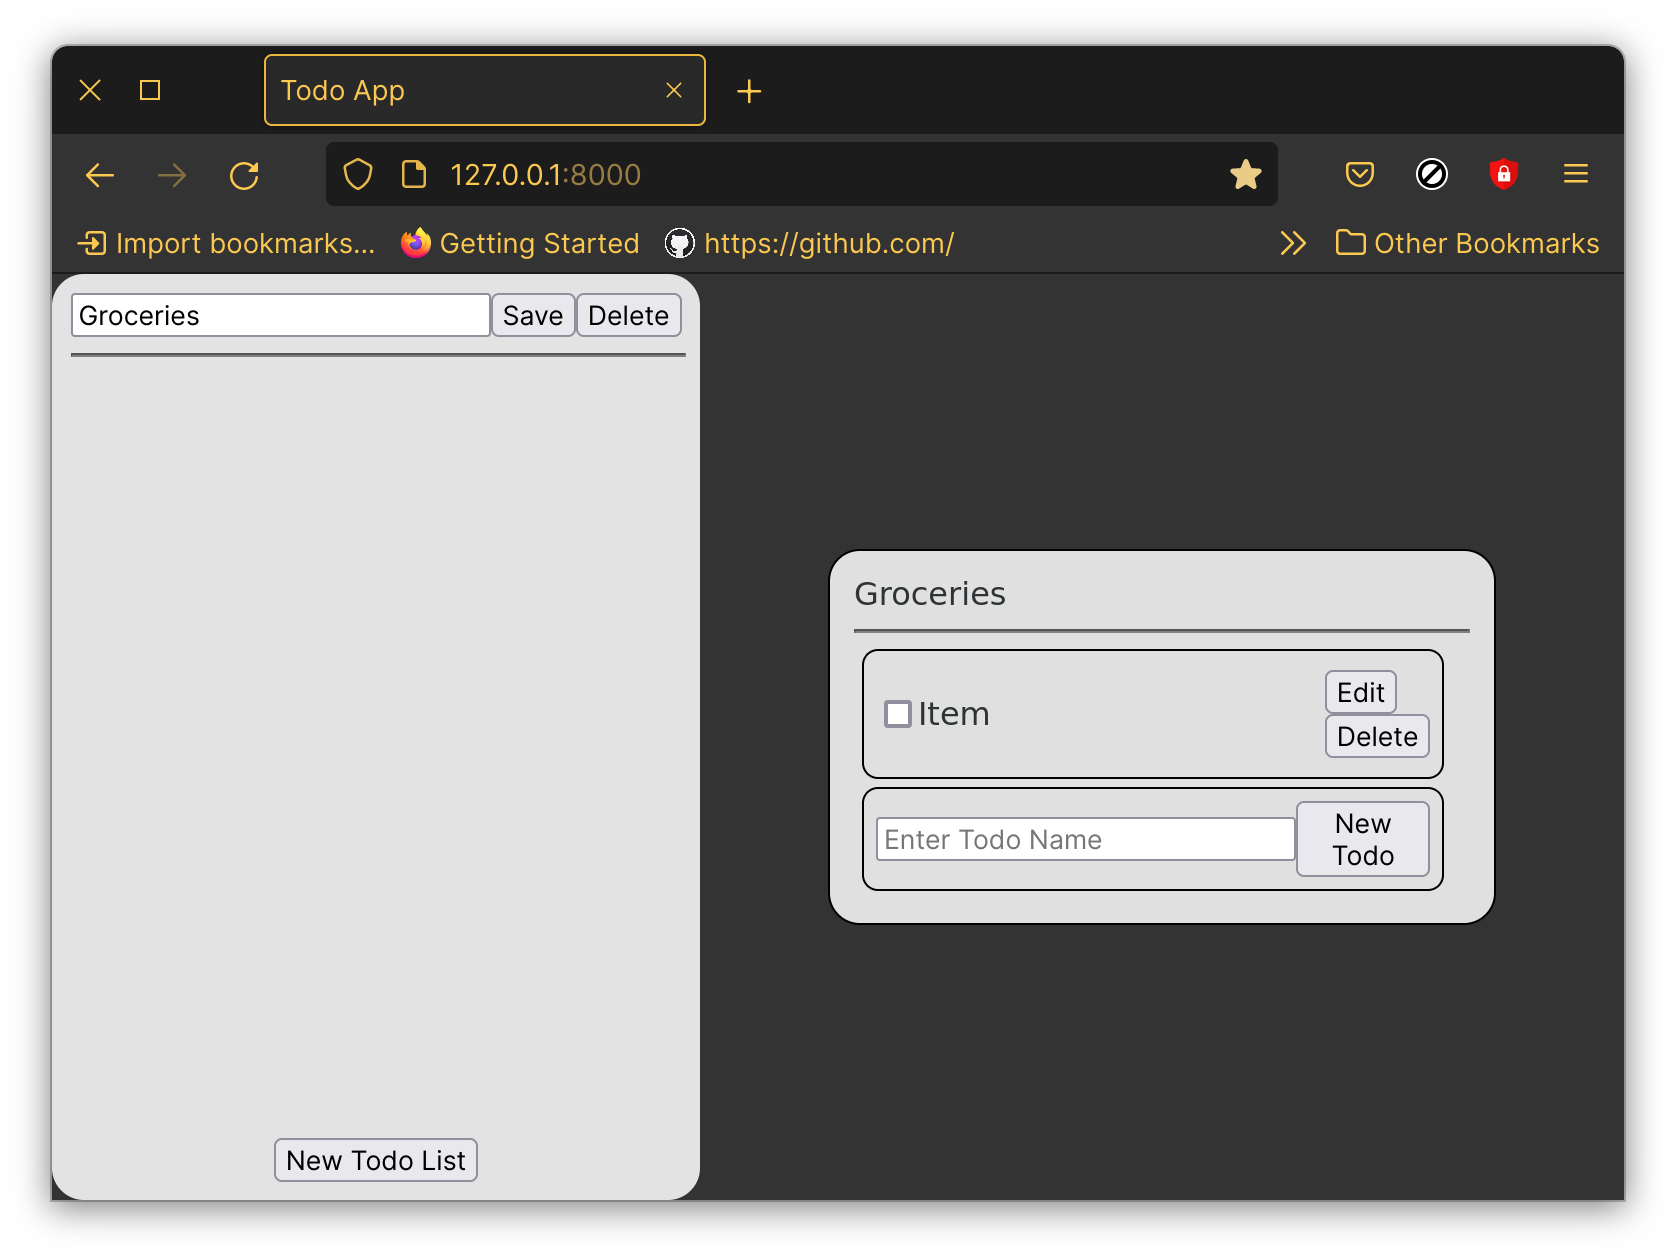 Todo App
127.0.0.1:8000
Import bookmarks... Getting Started https://github.com/ Other Bookmarks
Groceries Save Delete
Groceries
Item Edit
Delete
Enter Todo Name New Todo
New Todo List